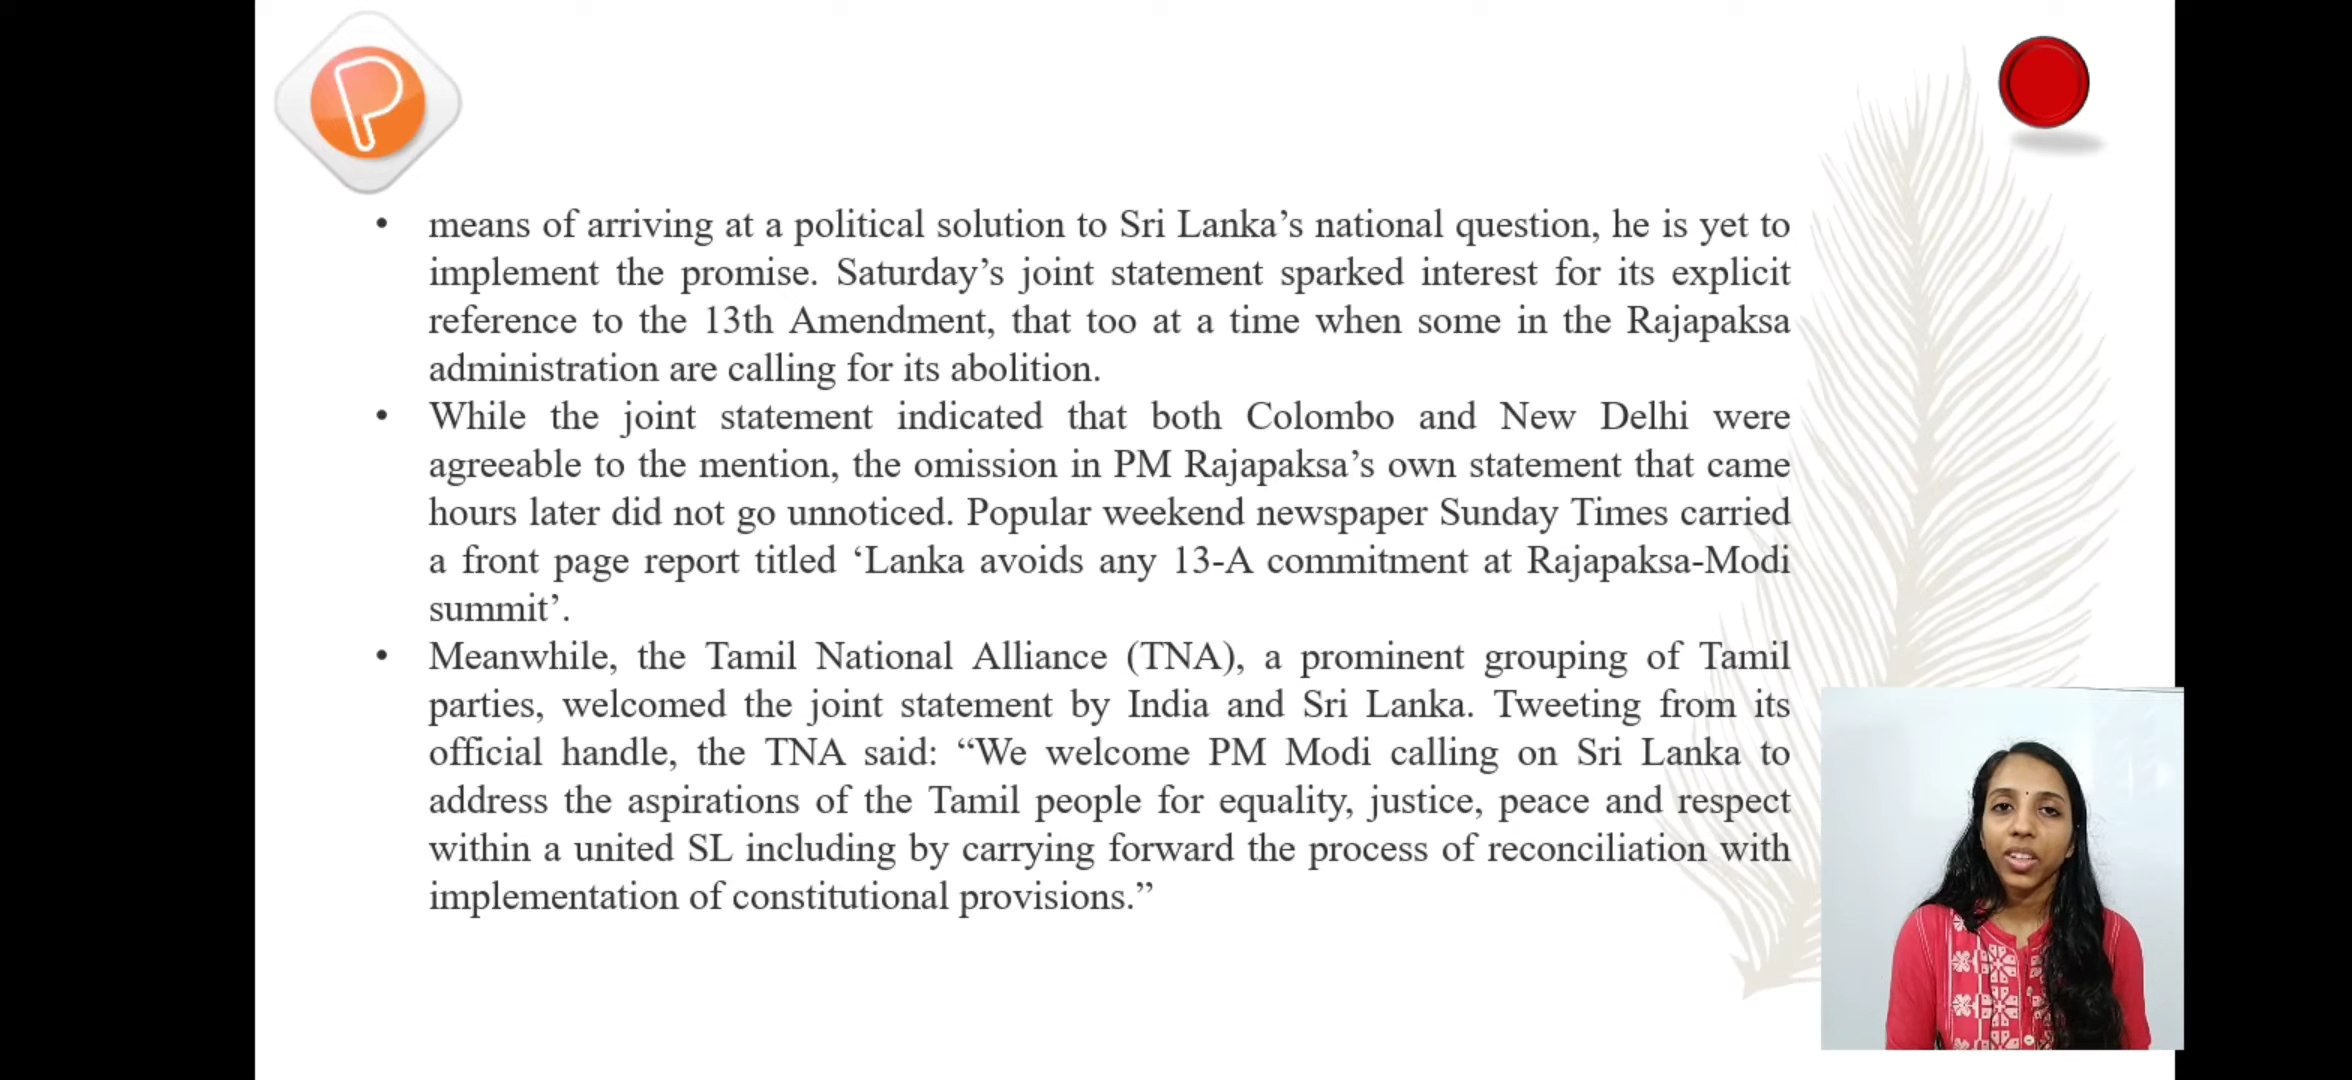 P
• means of arriving at a political solution to Sri Lanka’s national question, he is yet to
implement the promise. Saturday’s joint statement sparked interest for its explicit
reference to the 13th Amendment, that too at a time when some in the Rajapaksa
administration are calling for its abolition.
• While the joint statement indicated that both Colombo and New Delhi were
agreeable to the mention, the omission in PM Rajapaksa’s own statement that came
hours later did not go unnoticed. Popular weekend newspaper Sunday Times carried
a front page report titled ‘Lanka avoids any 13-A commitment at Rajapaksa-Modi
summit’.
• Meanwhile, the Tamil National Alliance (TNA), a prominent grouping of Tamil
parties, welcomed the joint statement by India and Sri Lanka. Tweeting from its
official handle, the TNA said: “We welcome PM Modi calling on Sri Lanka to
address the aspirations of the Tamil people for equality, justice, peace and respect
within a united SL including by carrying forward the process of reconciliation with
implementation of constitutional provisions.”